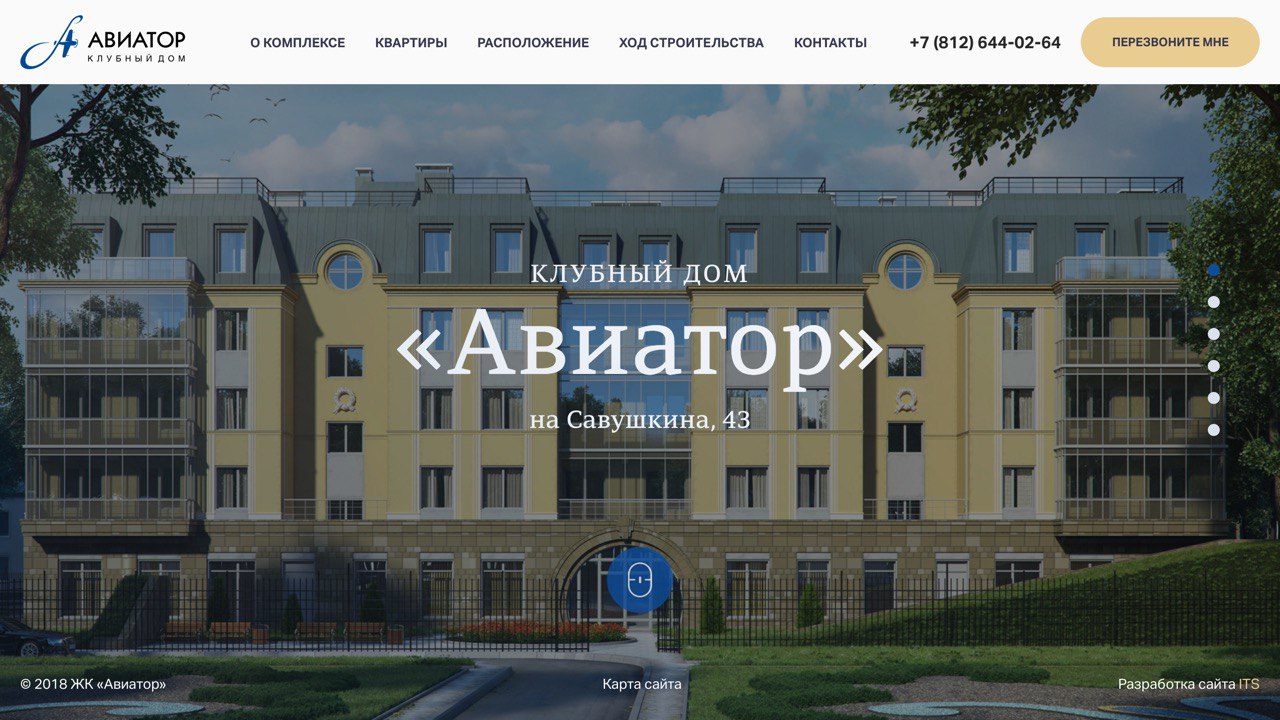 АВИАТОР
КЛУБНЫЙ ДОМ
О КОМПЛЕКСЕ КВАРТИРЫ РАСПОЛОЖЕНИЕ ХОД СТРОИТЕЛЬСТВА КОНТАКТЫ +7 (812) 644-02-64 ПЕРЕЗВОНИТЕ МНЕ
КЛУБНЫЙ ДОМ
«Авиатор»
на Савушкина, 43
© 2018 ЖК «Авиатор» Карта сайта Разработка сайта ITS